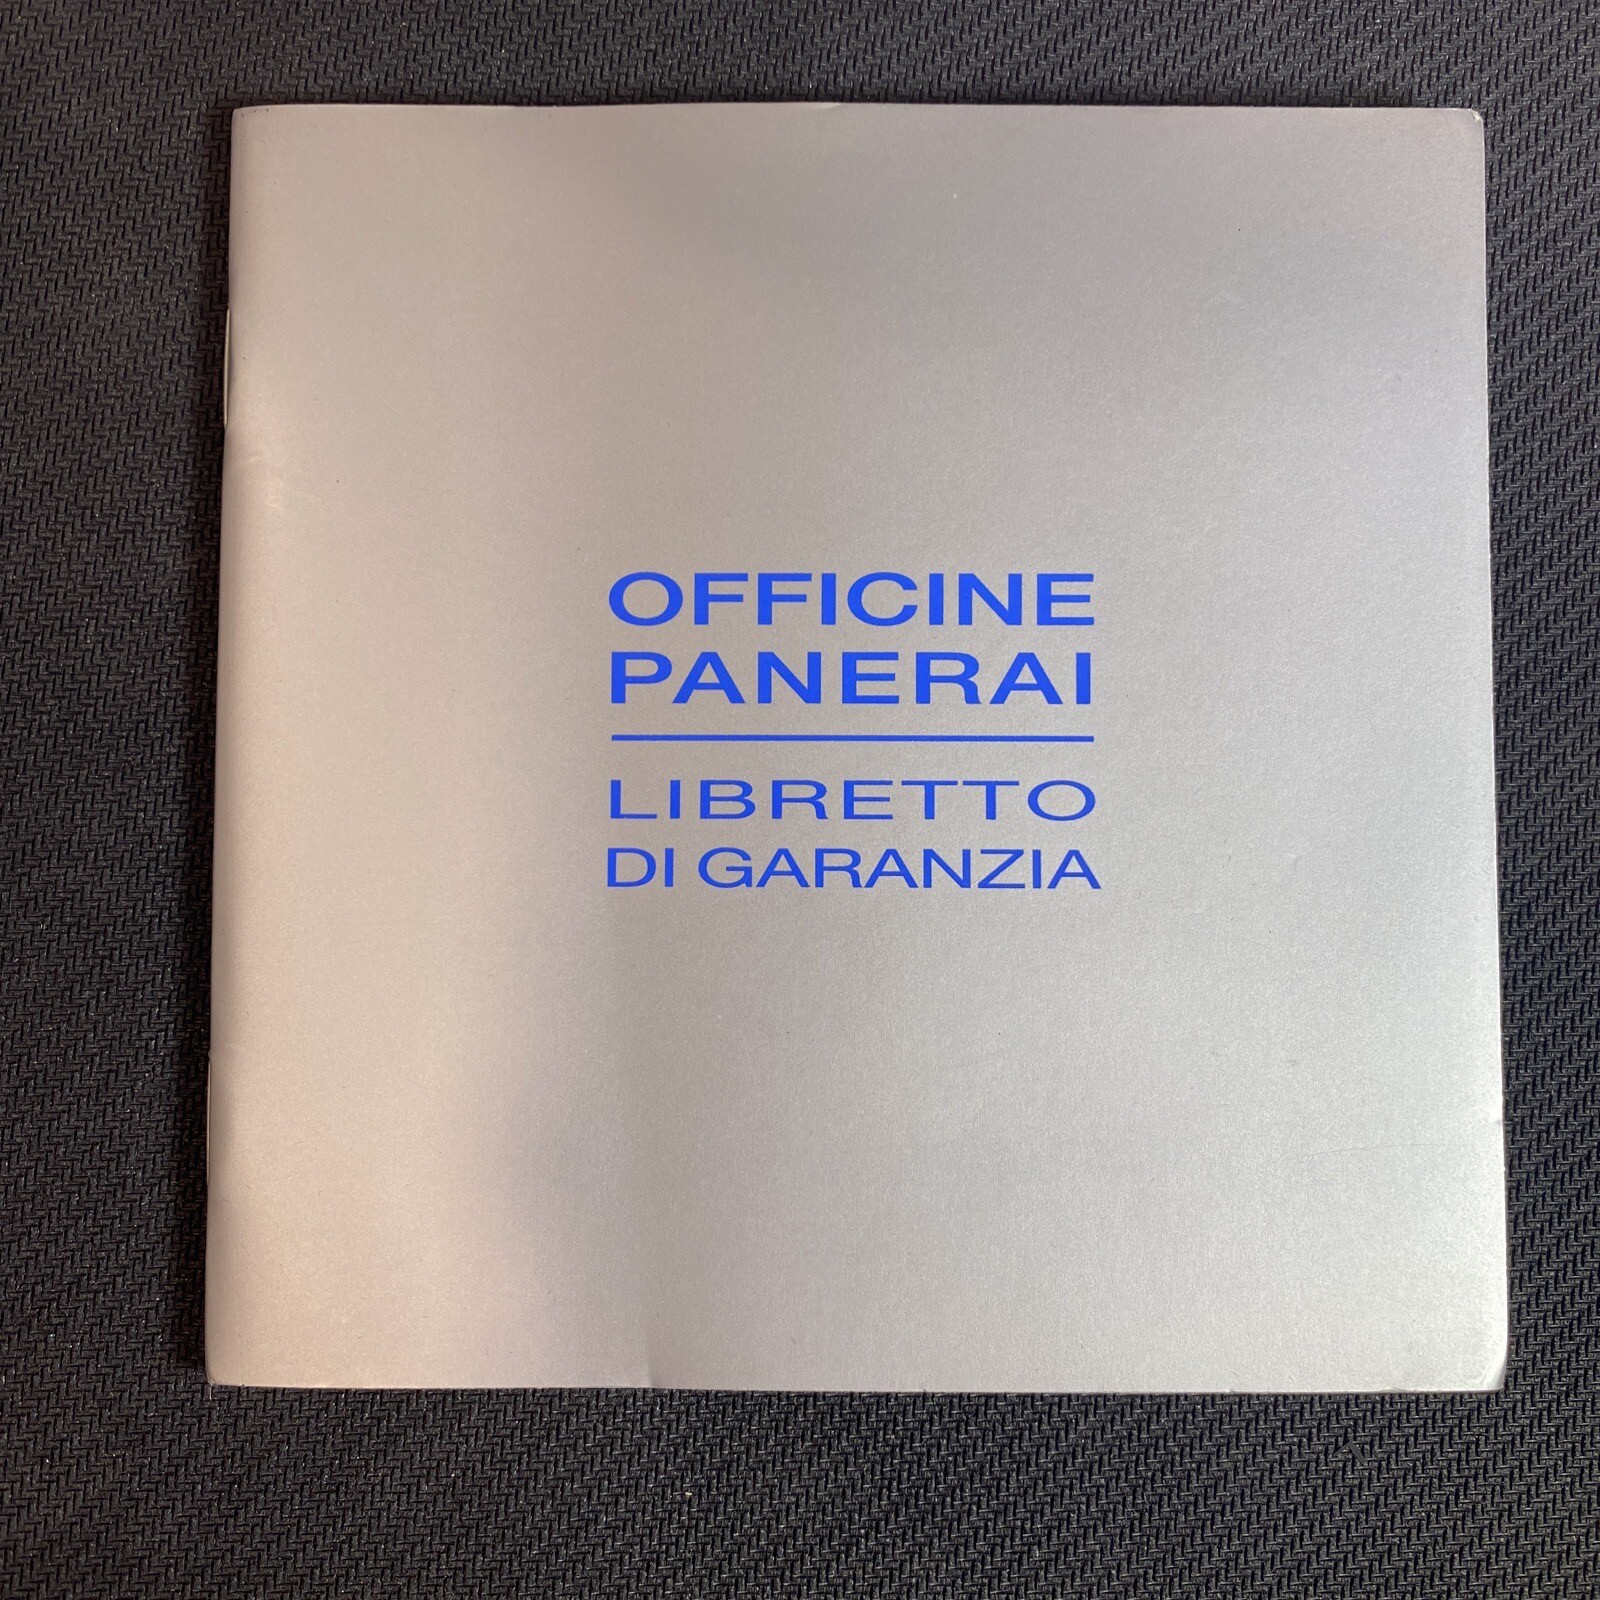 OFFICINE
PANERAI
LIBRETTO
DI GARANZIA